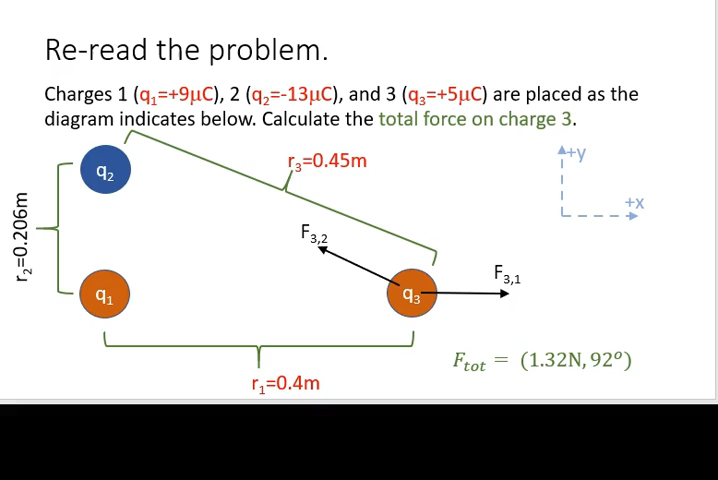 Re-read the problem.
Charges 1 (q₁=+9μC), 2 (q₂=-13μC), and 3 (q₃=+5μC) are placed as the
diagram indicates below. Calculate the total force on charge 3.
+y
r₃=0.45m
q₂
+x
r₂=0.206m
F₃,₂
F₃,₁
q₁
q₃
F_tot = (1.32N, 92°)
r₁=0.4m